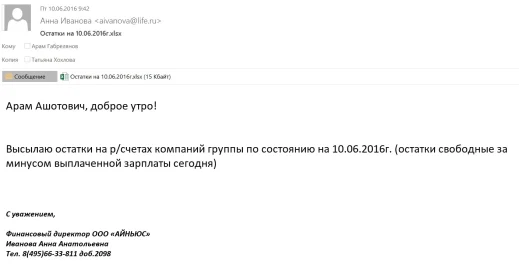 Пт 10.06.2016 9:42
Анна Иванова <aivanova@life.ru>
Остатки на 10.06.2016г.xlsx
Кому Арам Габрелянов
Копия Татьяна Хохлова
Сообщение Остатки на 10.06.2016г.xlsx (15 Кбайт)
Арам Ашотович, доброе утро!
Высылаю остатки на р/счетах компаний группы по состоянию на 10.06.2016г. (остатки свободные за
минусом выплаченной зарплаты сегодня)
С уважением,
Финансовый директор ООО «АЙНЬЮС»
Иванова Анна Анатольевна
Тел. 8(495)66-33-811 доб.2098